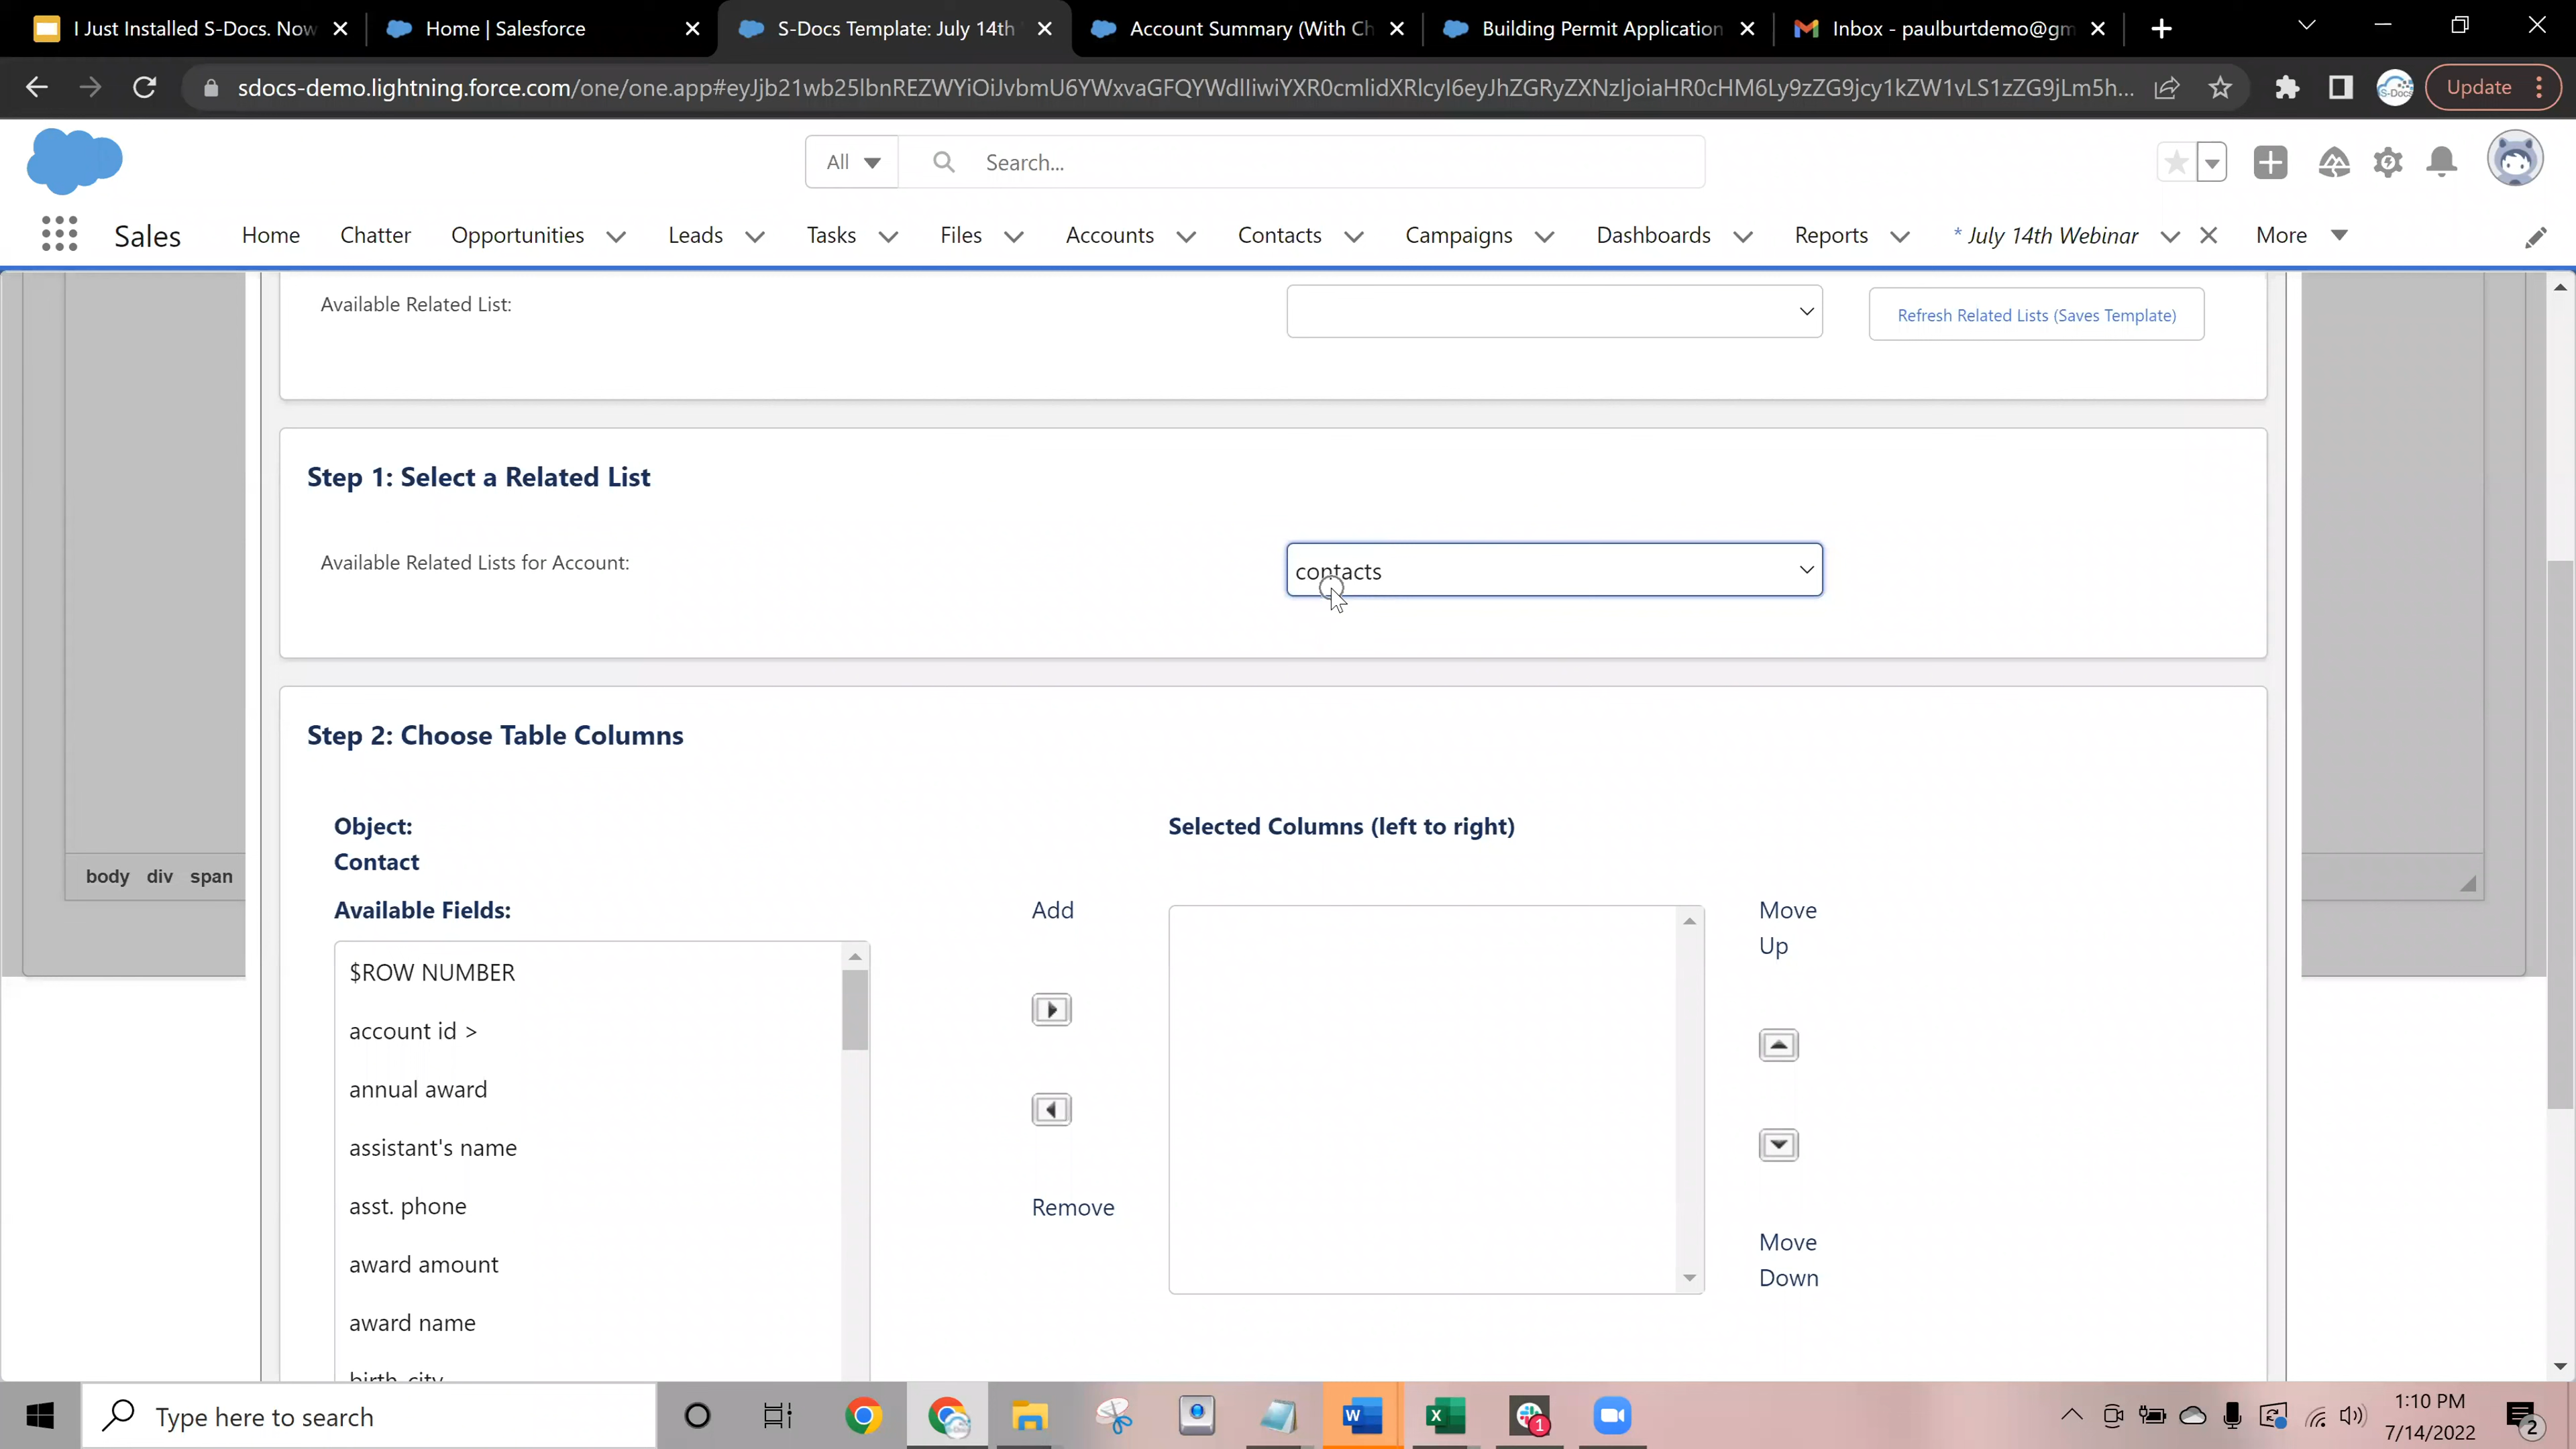 I Just Installed S-Docs. Now
Home | Salesforce
S-Docs Template: July 14th
Account Summary (With Ch
Building Permit Application
Inbox - paulburtdemo@gm
sdocs-demo.lightning.force.com/one/one.app#eyJjb21wb25lbnREZWYiOiJvbmU6YWxvaGFQYWdlIiwiYXR0cmlidXRlcyI6eyJhZGRyZXNzIjoiaHR0cHM6Ly9zZG9jcy1kZW1vLS1zZG9jLm5h...
Update
All
Search...
Sales
Home
Chatter
Opportunities
Leads
Tasks
Files
Accounts
Contacts
Campaigns
Dashboards
Reports
* July 14th Webinar
More
Available Related List:
Refresh Related Lists (Saves Template)
Step 1: Select a Related List
Available Related Lists for Account:
contacts
Step 2: Choose Table Columns
Object:
Contact
Selected Columns (left to right)
body div span
Available Fields:
Add
Move
Up
$ROW NUMBER
account id >
annual award
assistant's name
asst. phone
award amount
award name
birth city
Remove
Move
Down
Type here to search
1:10 PM
7/14/2022
1
2